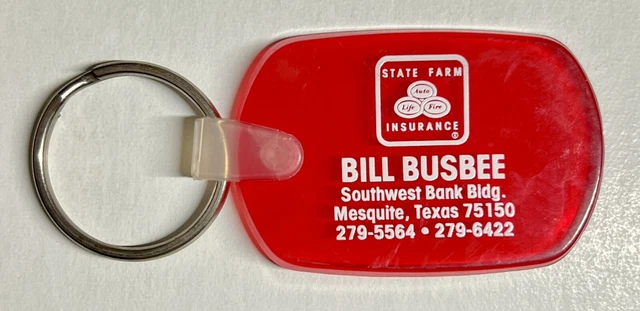 STATE FARM
Auto
Life Fire
INSURANCE
BILL BUSBEE
Southwest Bank Bldg.
Mesquite, Texas 75150
279-5564 • 279-6422